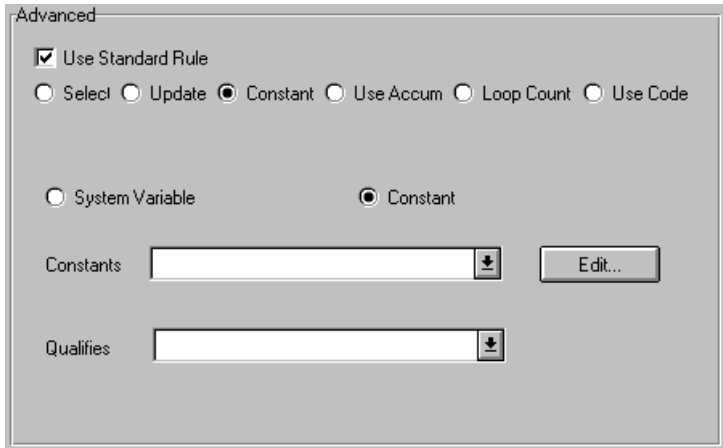 Advanced
Use Standard Rule
Select Update Constant Use Accum Loop Count Use Code
System Variable Constant
Constants Edit...
Qualifies